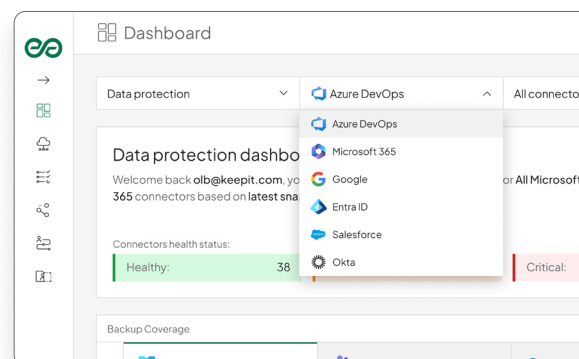 Dashboard
Data protection
Azure DevOps
All connecto
Azure DevOps
Microsoft 365
Google
Entra ID
Salesforce
Okta
Data protection dashbo
Welcome back olb@keepit.com, yo
or All Microsof
365 connectors based on latest sna
Connectors health status:
Healthy: 38
Critical:
Backup Coverage